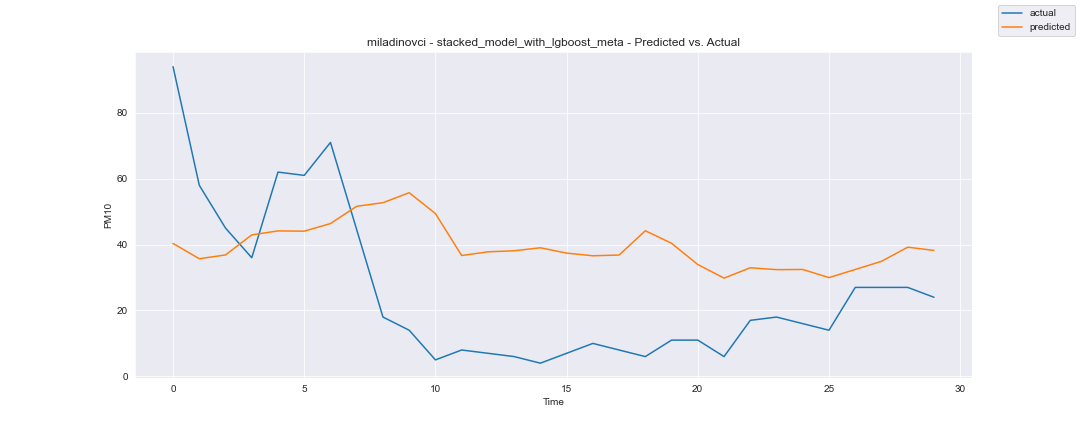 actual
predicted
miladinovci - stacked_model_with_lgboost_meta - Predicted vs. Actual
80
60
40
20
0
PM10
0 5 10 15 20 25 30
Time